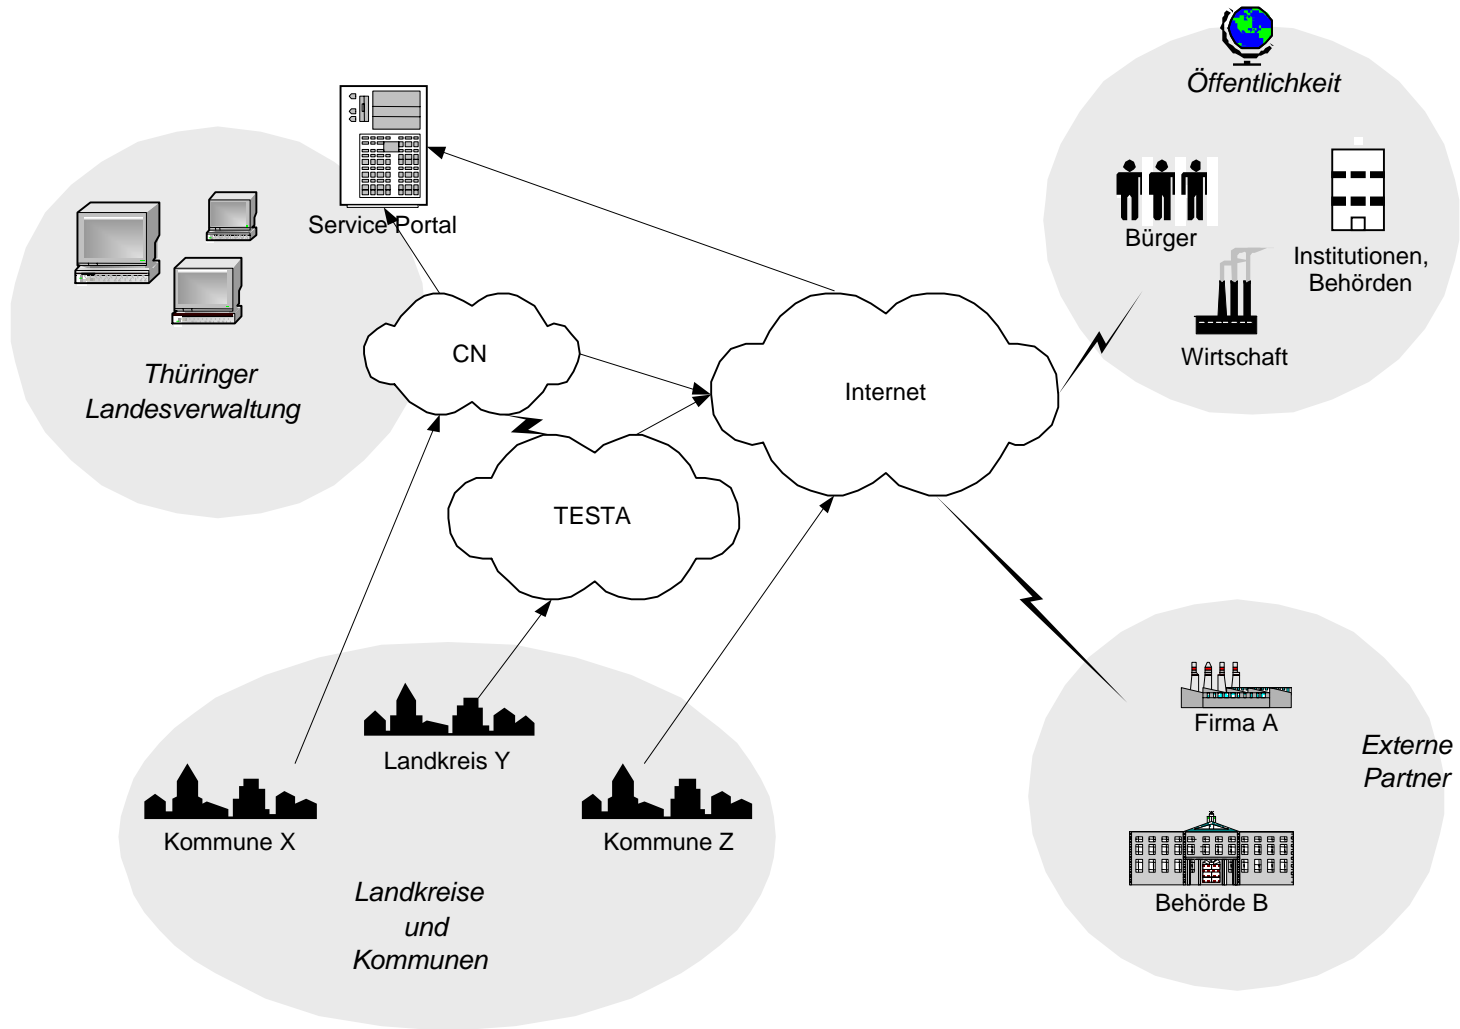 Öffentlichkeit
Service Portal
Bürger
Institutionen,
Behörden
Wirtschaft
Thüringer
Landesverwaltung
CN
Internet
TESTA
Landkreis Y
Kommune X
Kommune Z
Landkreise
und
Kommunen
Firma A
Externe
Partner
Behörde B